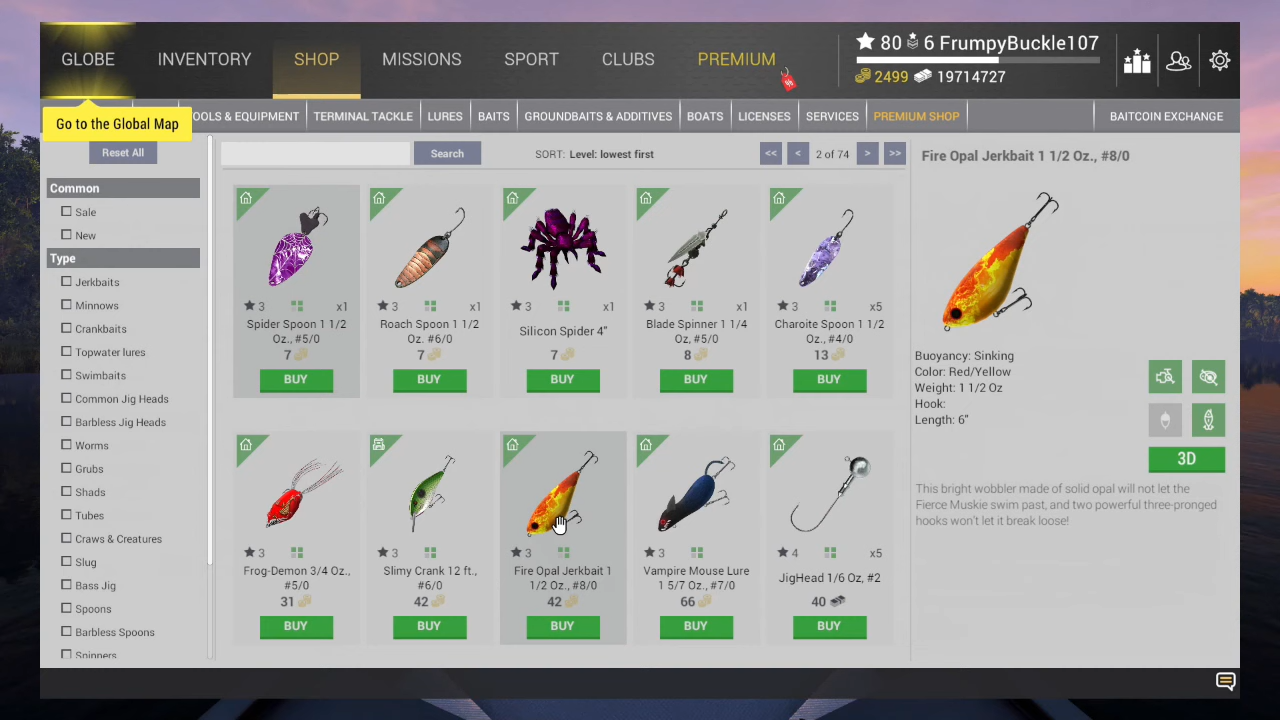 GLOBE INVENTORY SHOP MISSIONS SPORT CLUBS PREMIUM
80 6 FrumpyBuckle107
2499 19714727
Go to the Global Map
OOLS & EQUIPMENT TERMINAL TACKLE LURES BAITS GROUNDBAITS & ADDITIVES BOATS LICENSES SERVICES PREMIUM SHOP BAITCOIN EXCHANGE
Reset All
Common
Sale
New
Type
Jerkbaits
Minnows
Crankbaits
Topwater lures
Swimbaits
Common Jig Heads
Barbless Jig Heads
Worms
Grubs
Shads
Tubes
Craws & Creatures
Slug
Bass Jig
Spoons
Barbless Spoons
Spinners
Search SORT: Level: lowest first << < 2 of 74 > >>
3 x1
Spider Spoon 1 1/2
Oz., #5/0
7
BUY
3 x1
Roach Spoon 1 1/2
Oz. #6/0
7
BUY
3 x1
Silicon Spider 4"
7
BUY
3 x1
Blade Spinner 1 1/4
Oz, #5/0
8
BUY
3 x5
Charoite Spoon 1 1/2
Oz., #4/0
13
BUY
3
Frog-Demon 3/4 Oz.,
#5/0
31
BUY
3
Slimy Crank 12 ft.,
#6/0
42
BUY
3
Fire Opal Jerkbait 1
1/2 Oz., #8/0
42
BUY
3
Vampire Mouse Lure
1 5/7 Oz., #7/0
66
BUY
4 x5
JigHead 1/6 Oz, #2
40
BUY
Fire Opal Jerkbait 1 1/2 Oz., #8/0
Buoyancy: Sinking
Color: Red/Yellow
Weight: 1 1/2 Oz
Hook:
Length: 6"
3D
This bright wobbler made of solid opal will not let the
Fierce Muskie swim past, and two powerful three-pronged
hooks won't let it break loose!